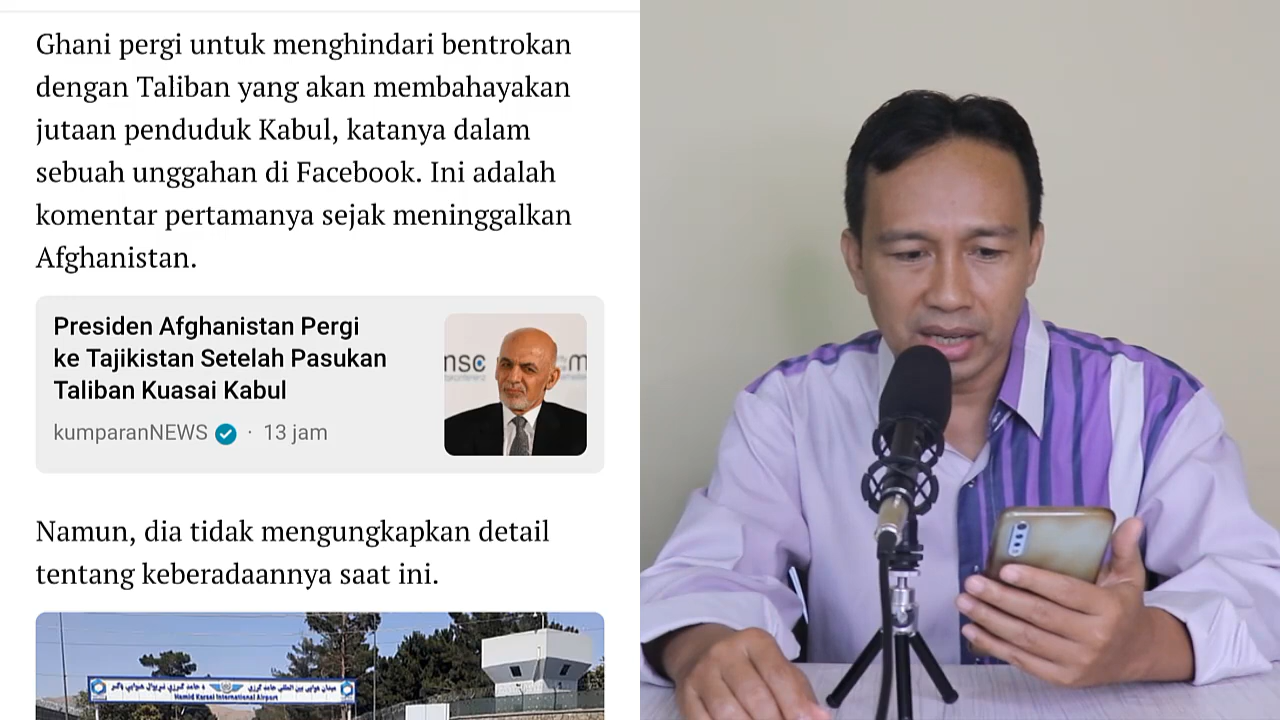 Ghani pergi untuk menghindari bentrokan
dengan Taliban yang akan membahayakan
jutaan penduduk Kabul, katanya dalam
sebuah unggahan di Facebook. Ini adalah
komentar pertamanya sejak meninggalkan
Afghanistan.
Presiden Afghanistan Pergi
ke Tajikistan Setelah Pasukan
Taliban Kuasai Kabul
kumparanNEWS · 13 jam
msc
Namun, dia tidak mengungkapkan detail
tentang keberadaannya saat ini.
Hamid Karzai International Airport